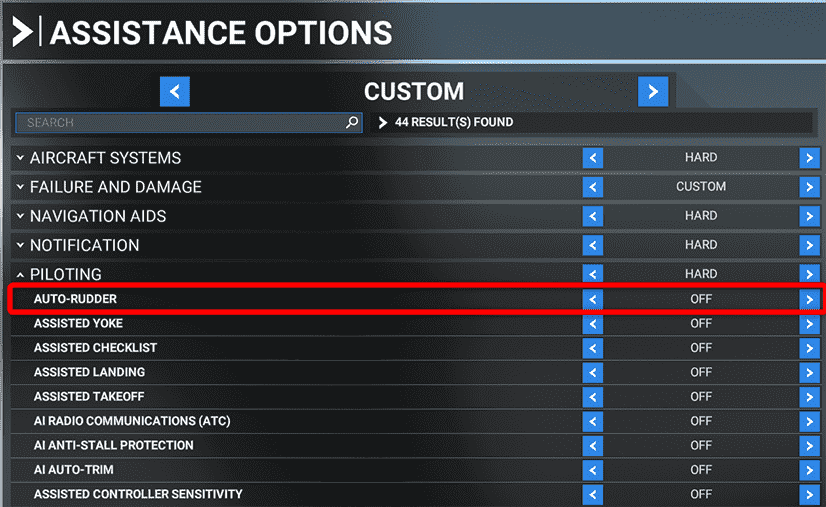 ASSISTANCE OPTIONS
CUSTOM
SEARCH 44 RESULT(S) FOUND
AIRCRAFT SYSTEMS HARD
FAILURE AND DAMAGE CUSTOM
NAVIGATION AIDS HARD
NOTIFICATION HARD
PILOTING HARD
AUTO-RUDDER OFF
ASSISTED YOKE OFF
ASSISTED CHECKLIST OFF
ASSISTED LANDING OFF
ASSISTED TAKEOFF OFF
AI RADIO COMMUNICATIONS (ATC) OFF
AI ANTI-STALL PROTECTION OFF
AI AUTO-TRIM OFF
ASSISTED CONTROLLER SENSITIVITY OFF